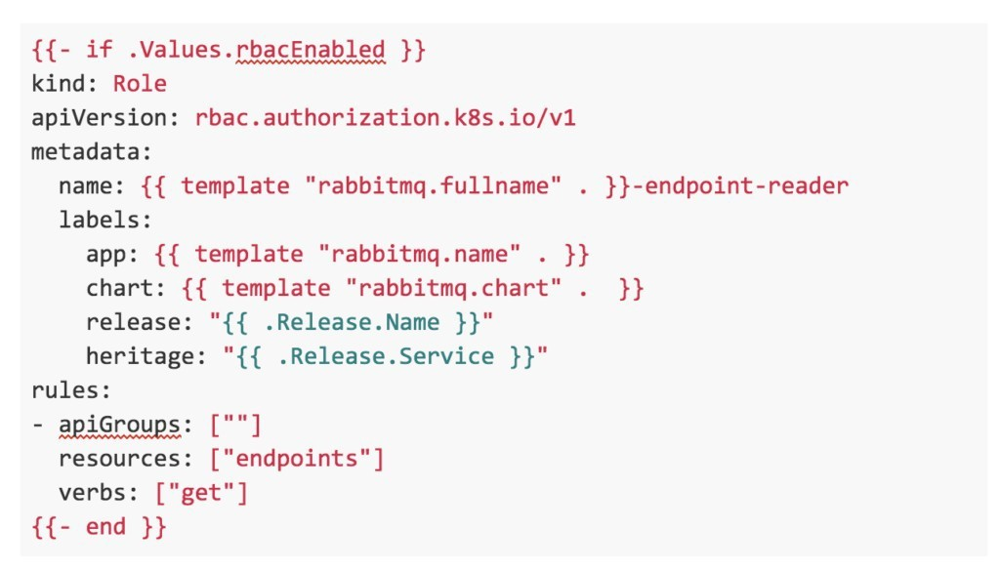 {{- if .Values.rbacEnabled }}
kind: Role
apiVersion: rbac.authorization.k8s.io/v1
metadata:
  name: {{ template "rabbitmq.fullname" . }}-endpoint-reader
  labels:
    app: {{ template "rabbitmq.name" . }}
    chart: {{ template "rabbitmq.chart" .  }}
    release: "{{ .Release.Name }}"
    heritage: "{{ .Release.Service }}"
rules:
- apiGroups: [""]
  resources: ["endpoints"]
  verbs: ["get"]
{{- end }}